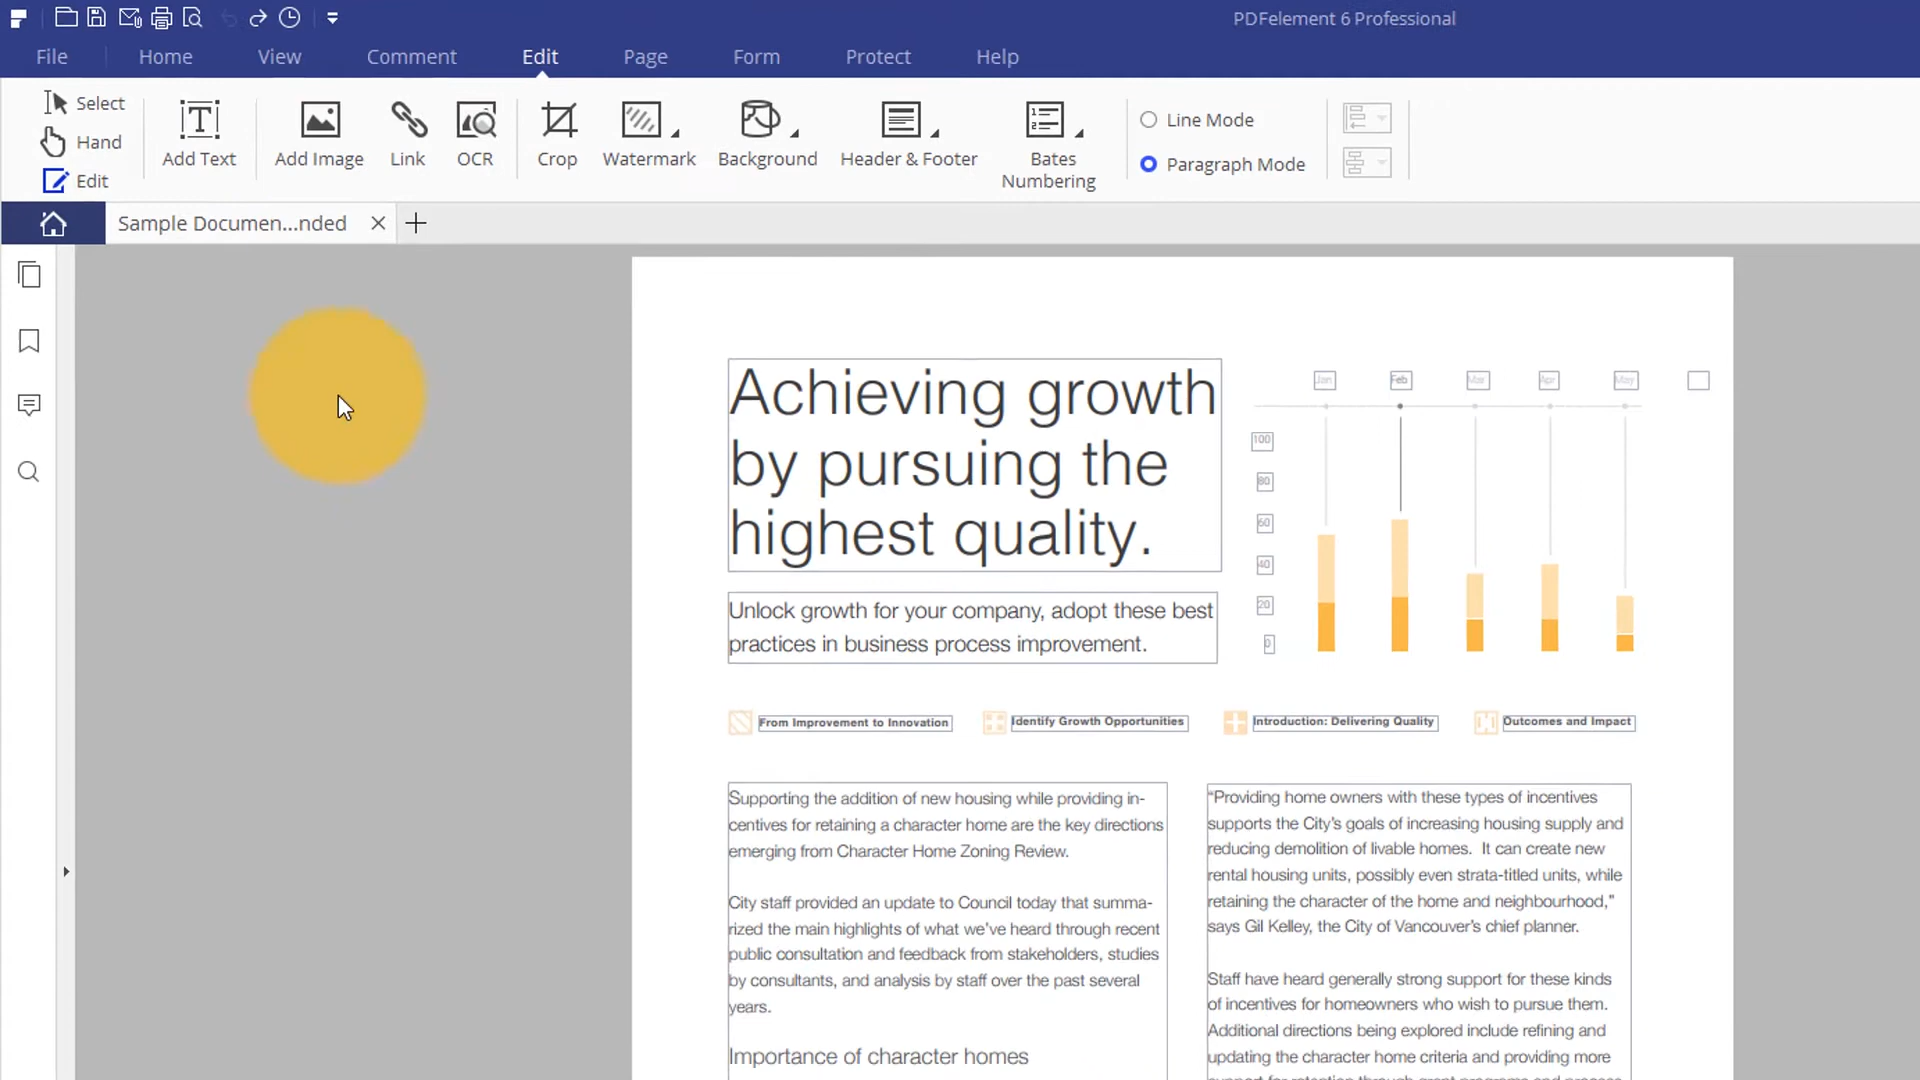 PDFelement 6 Professional
File Home View Comment Edit Page Form Protect Help
Select
Hand
Edit
Add Text
Add Image
Link
OCR
Crop
Watermark
Background
Header & Footer
Bates
Numbering
Line Mode
Paragraph Mode
Sample Documen...nded
Achieving growth
by pursuing the
highest quality.
Unlock growth for your company, adopt these best
practices in business process improvement.
Jan Feb Mar Apr May
100
80
60
40
20
0
From Improvement to Innovation
Identify Growth Opportunities
Introduction: Delivering Quality
Outcomes and Impact
Supporting the addition of new housing while providing in-
centives for retaining a character home are the key directions
emerging from Character Home Zoning Review.
City staff provided an update to Council today that summa-
rized the main highlights of what we've heard through recent
public consultation and feedback from stakeholders, studies
by consultants, and analysis by staff over the past several
years.
Importance of character homes
“Providing home owners with these types of incentives
supports the City’s goals of increasing housing supply and
reducing demolition of livable homes.  It can create new
rental housing units, possibly even strata-titled units, while
retaining the character of the home and neighbourhood,”
says Gil Kelley, the City of Vancouver’s chief planner.
Staff have heard generally strong support for these kinds
of incentives for homeowners who wish to pursue them.
Additional directions being explored include refining and
updating the character home criteria and providing more